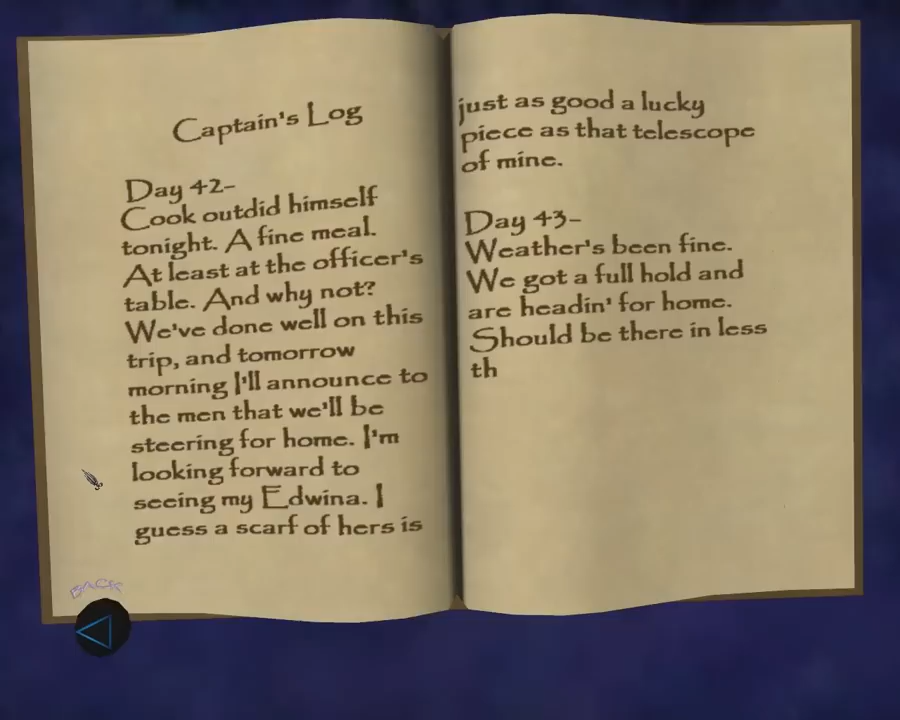 Captain's Log
Day 42-
Cook outdid himself
tonight. A fine meal.
At least at the officer's
table. And why not?
We've done well on this
trip, and tomorrow
morning I'll announce to
the men that we'll be
steering for home. I'm
looking forward to
seeing my Edwina. I
guess a scarf of hers is
just as good a lucky
piece as that telescope
of mine.
Day 43-
Weather's been fine.
We got a full hold and
are headin' for home.
Should be there in less
th
BACK